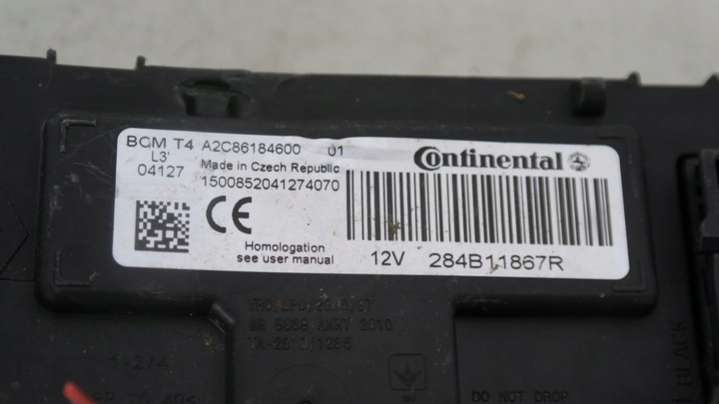 BCM T4 A2C86184600 01
L3'
04127
Made in Czech Republic
1500852041274070
CE
Homologation
see user manual
Continental
12V 284B11867R
DO NOT DROP
BLACK